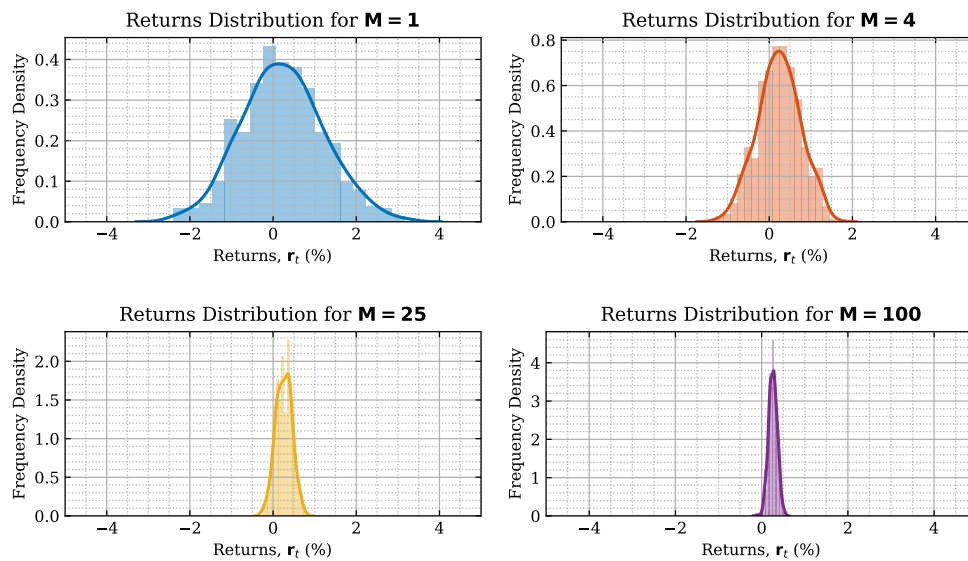 Returns Distribution for M = 1
Frequency Density
0.4
0.3
0.2
0.1
0.0
−4 −2 0 2 4
Returns, r_t (%)
Returns Distribution for M = 4
Frequency Density
0.8
0.6
0.4
0.2
0.0
−4 −2 0 2 4
Returns, r_t (%)
Returns Distribution for M = 25
Frequency Density
2.0
1.5
1.0
0.5
0.0
−4 −2 0 2 4
Returns, r_t (%)
Returns Distribution for M = 100
Frequency Density
4
3
2
1
0
−4 −2 0 2 4
Returns, r_t (%)